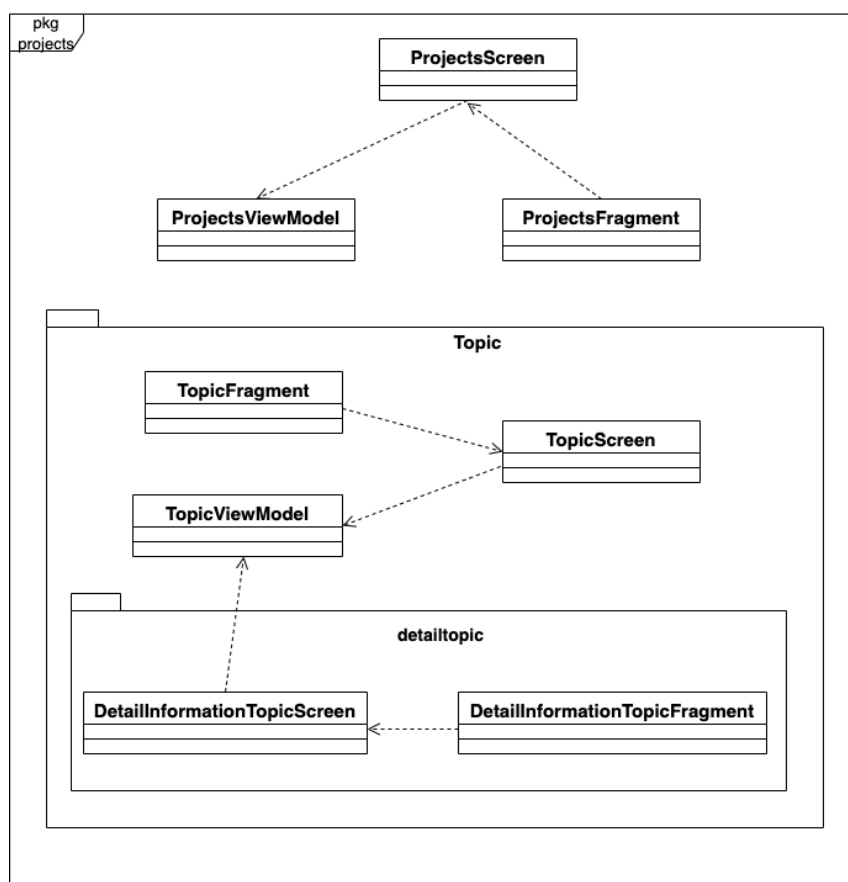 pkg
projects
ProjectsScreen
ProjectsViewModel
ProjectsFragment
Topic
TopicFragment
TopicScreen
TopicViewModel
detailtopic
DetailInformationTopicScreen
DetailInformationTopicFragment